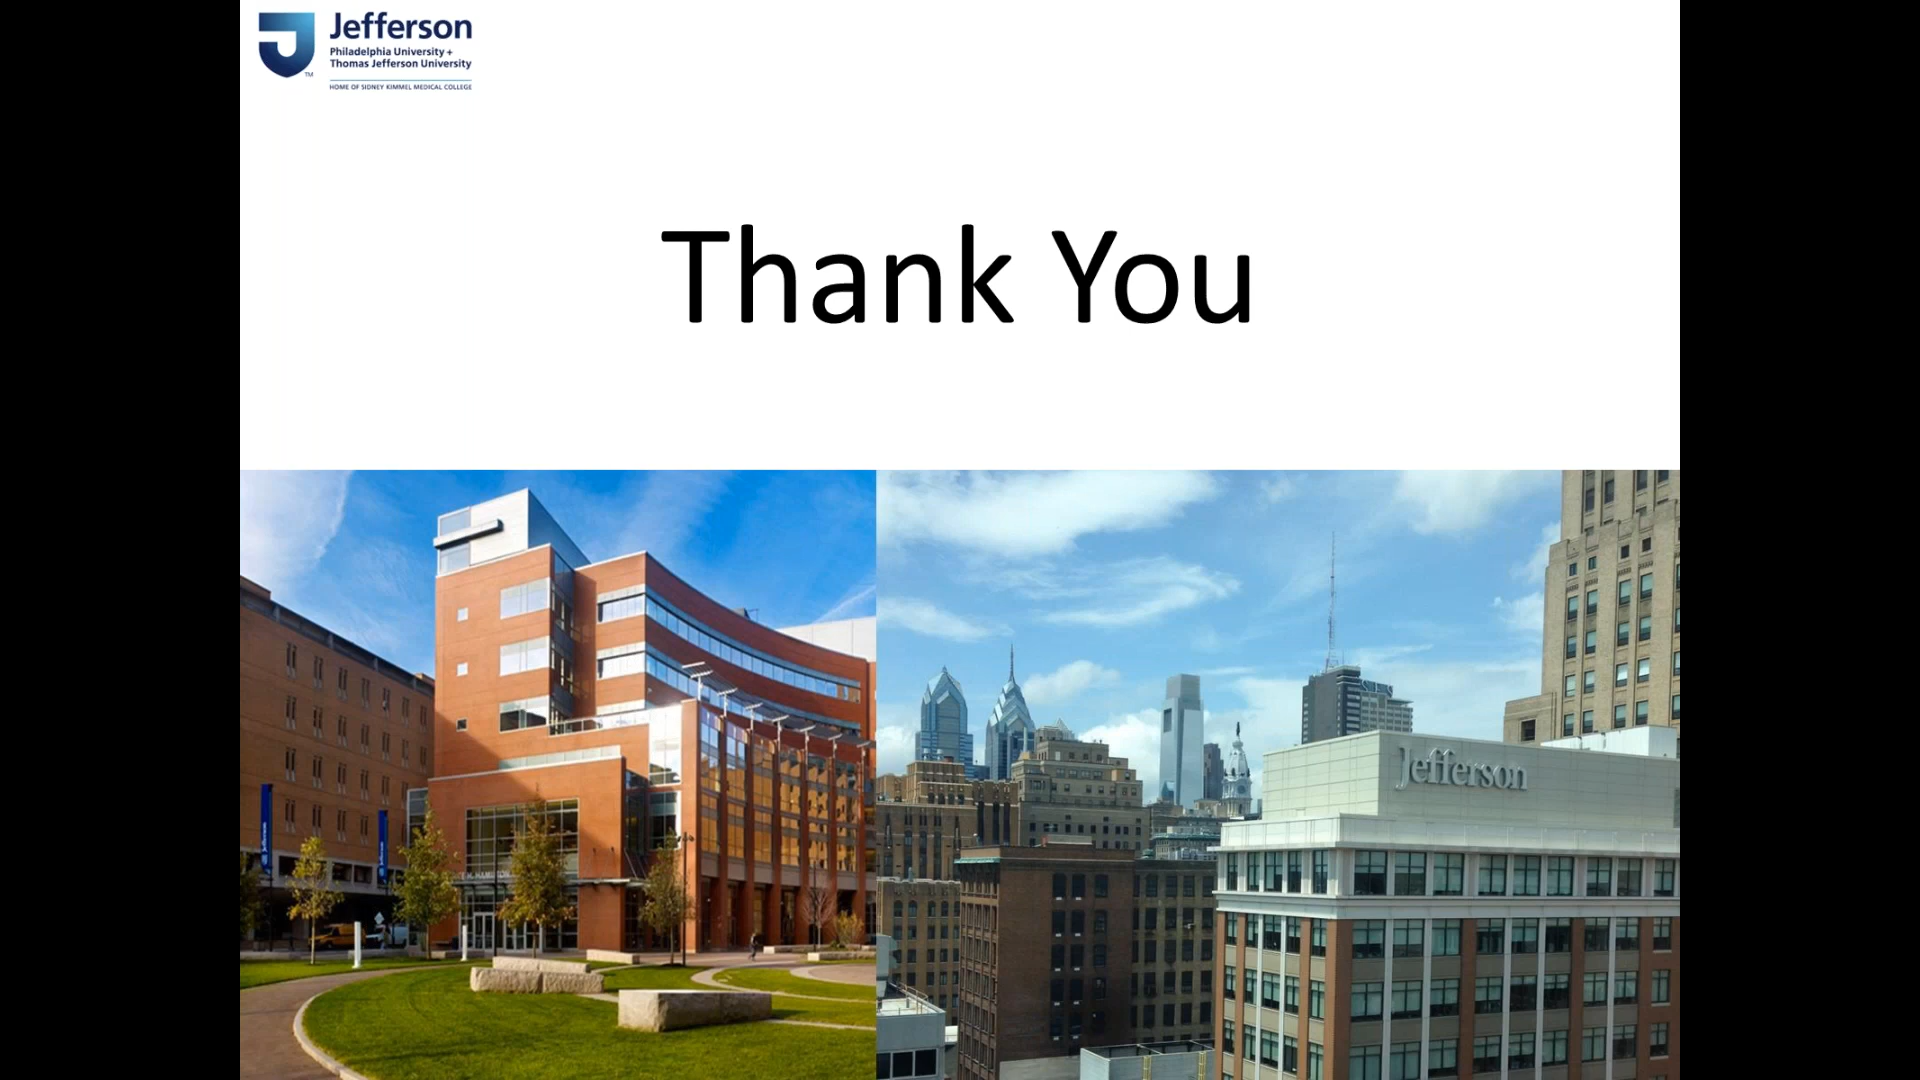 Jefferson
Philadelphia University +
Thomas Jefferson University
HOME OF SIDNEY KIMMEL MEDICAL COLLEGE
Thank You
Jefferson